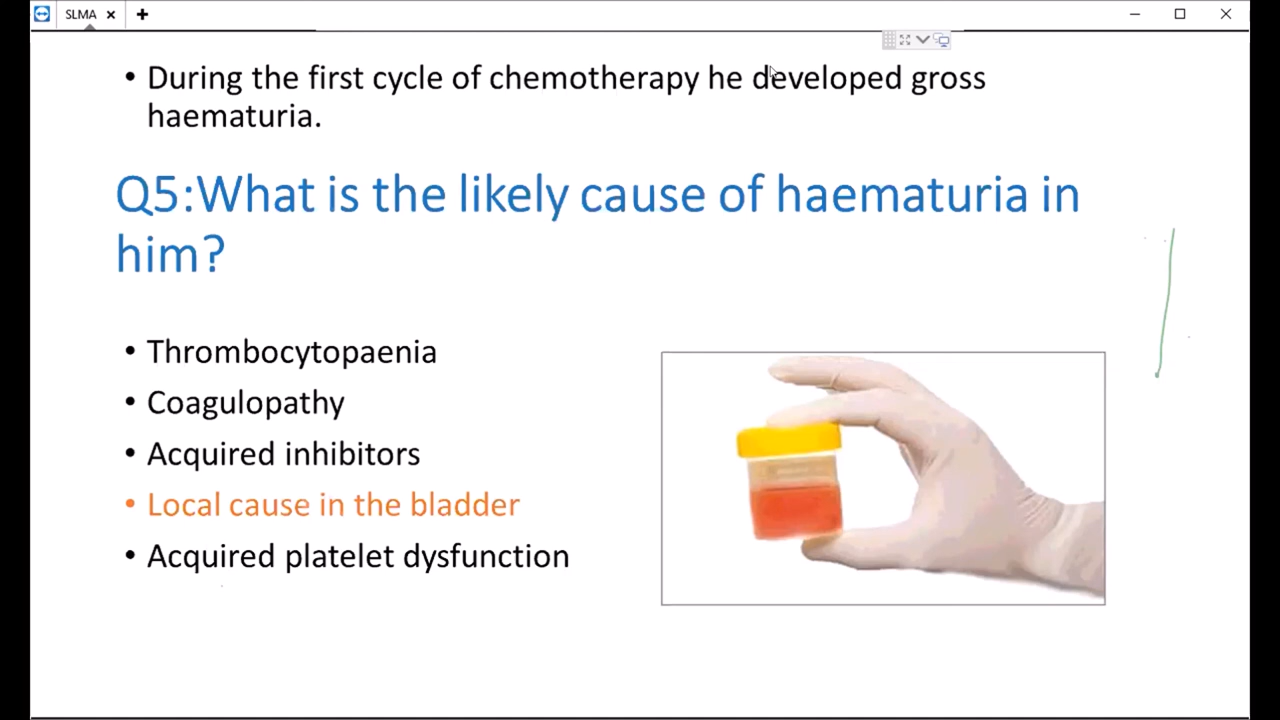 SLMA
• During the first cycle of chemotherapy he developed gross
haematuria.
Q5:What is the likely cause of haematuria in
him?
• Thrombocytopaenia
• Coagulopathy
• Acquired inhibitors
• Local cause in the bladder
• Acquired platelet dysfunction